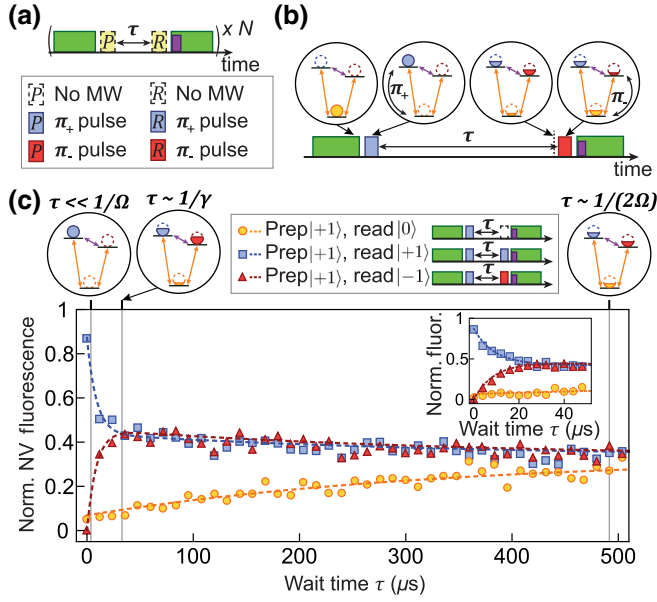 (a)
P τ R x N
time
P No MW R No MW
P π₊ pulse R π₊ pulse
P π₋ pulse R π₋ pulse
(b)
π₊ π₋
τ
time
(c) τ << 1/Ω τ ~ 1/γ τ ~ 1/(2Ω)
Prep|+1⟩, read|0⟩ τ
Prep|+1⟩, read|+1⟩ τ
Prep|+1⟩, read|−1⟩ τ
Norm. NV fluorescence
1
0.8
0.6
0.4
0.2
0
0 100 200 300 400 500
Wait time τ (μs)
Norm. fluor.
1
0.5
0
0 20 40
Wait time τ (μs)